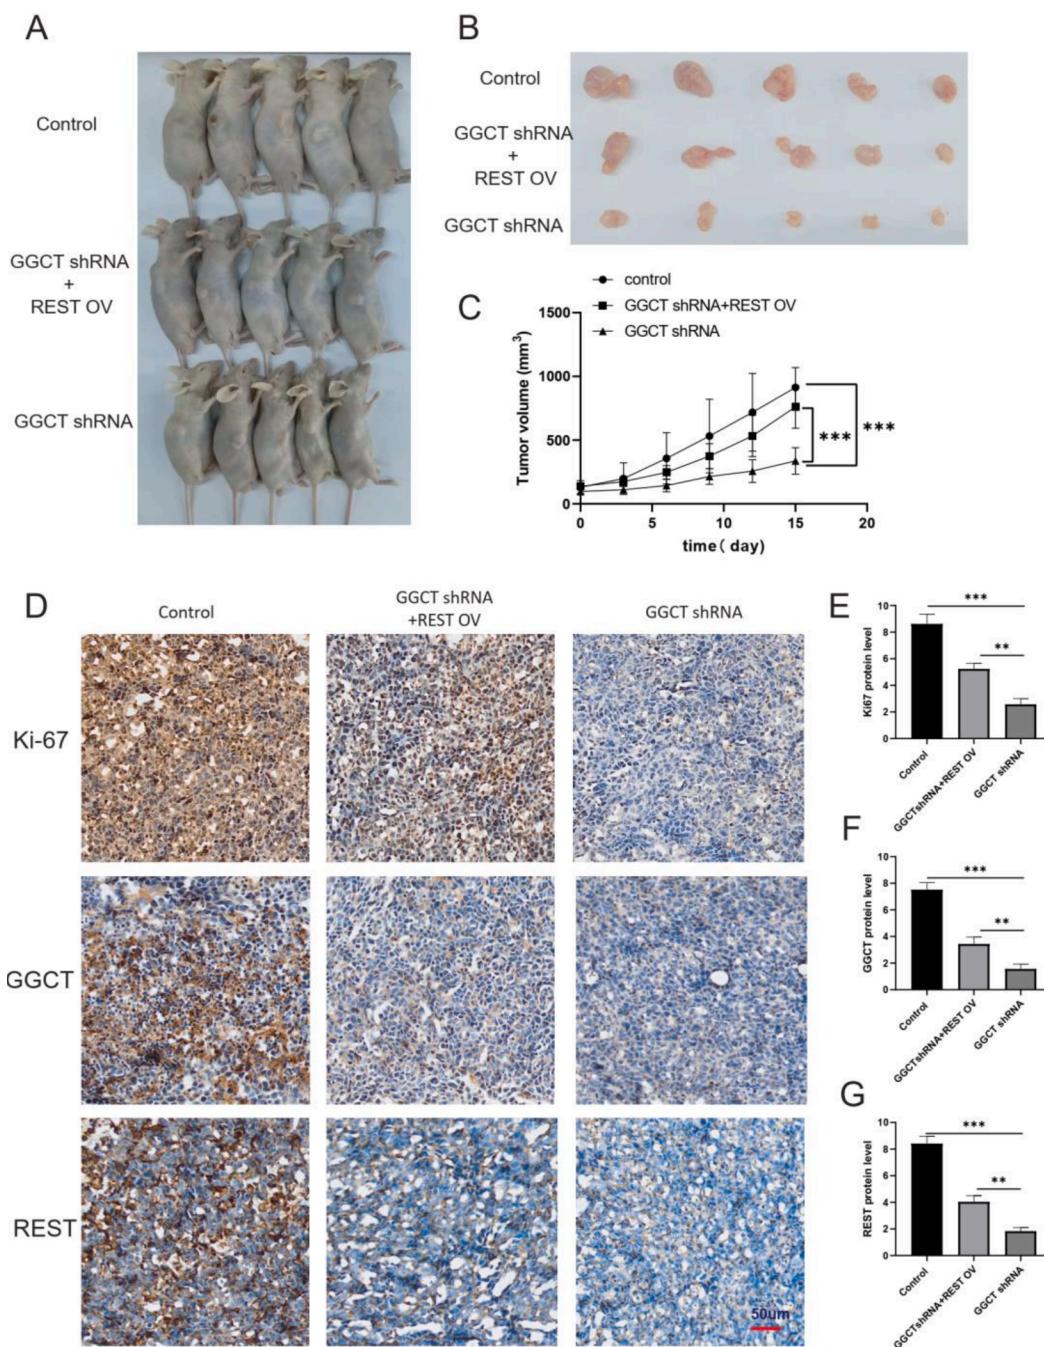 A
Control
GGCT shRNA
+
REST OV
GGCT shRNA
B
Control
GGCT shRNA
+
REST OV
GGCT shRNA
C
control
GGCT shRNA+REST OV
GGCT shRNA
Tumor volume (mm³)
1500
1000
500
0
0
5
10
15
20
time( day)
***
***
D
Control
GGCT shRNA
+REST OV
GGCT shRNA
Ki-67
GGCT
REST
50um
E
Ki67 protein level
10
8
6
4
2
0
***
**
Control
GGCTshRNA+REST OV
GGCT shRNA
F
GGCT protein level
10
8
6
4
2
0
***
**
Control
GGCTshRNA+REST OV
GGCT shRNA
G
REST protein level
10
8
6
4
2
0
***
**
Control
GGCTshRNA+REST OV
GGCT shRNA